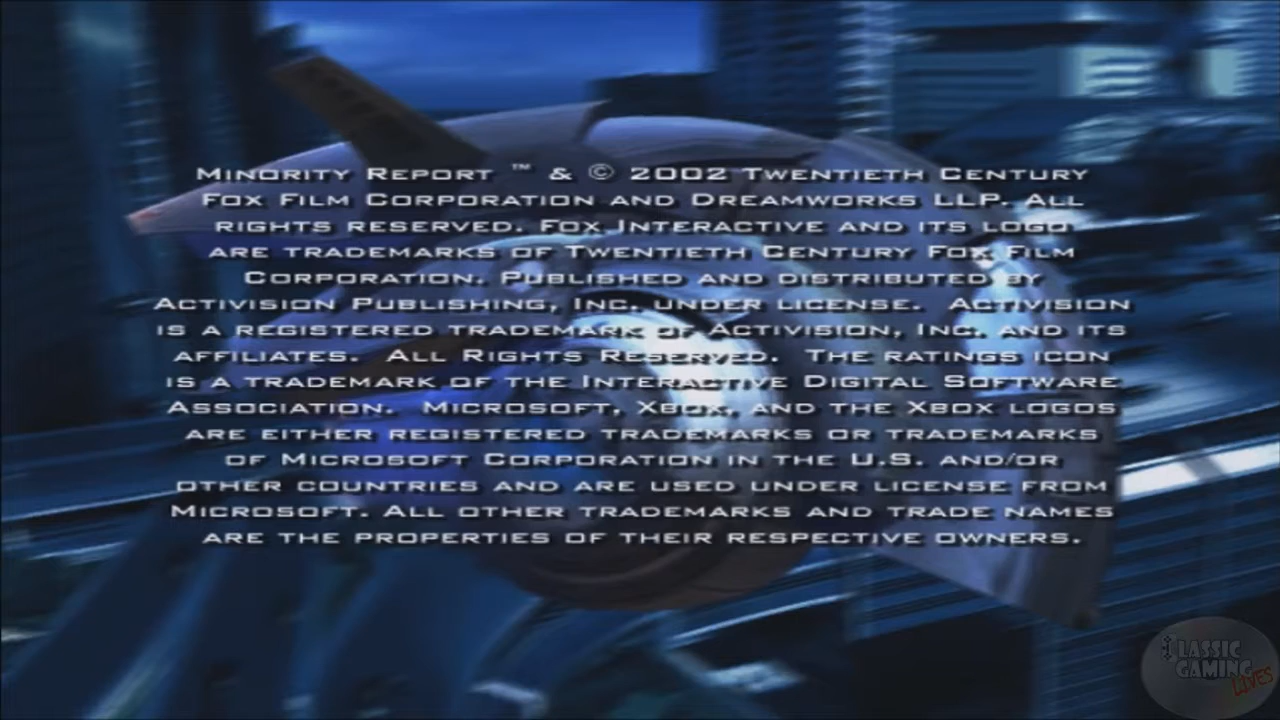 Minority Report ™ & © 2002 Twentieth Century
Fox Film Corporation and Dreamworks LLP. All
rights reserved. Fox Interactive and its logo
are trademarks of Twentieth Century Fox Film
Corporation. Published and distributed by
Activision Publishing, Inc. under license. Activision
is a registered trademark of Activision, Inc. and its
affiliates. All Rights Reserved. The ratings icon
is a trademark of the Interactive Digital Software
Association. Microsoft, Xbox, and the Xbox logos
are either registered trademarks or trademarks
of Microsoft Corporation in the U.S. and/or
other countries and are used under license from
Microsoft. All other trademarks and trade names
are the properties of their respective owners.
CLASSIC
GAMING
LIVES